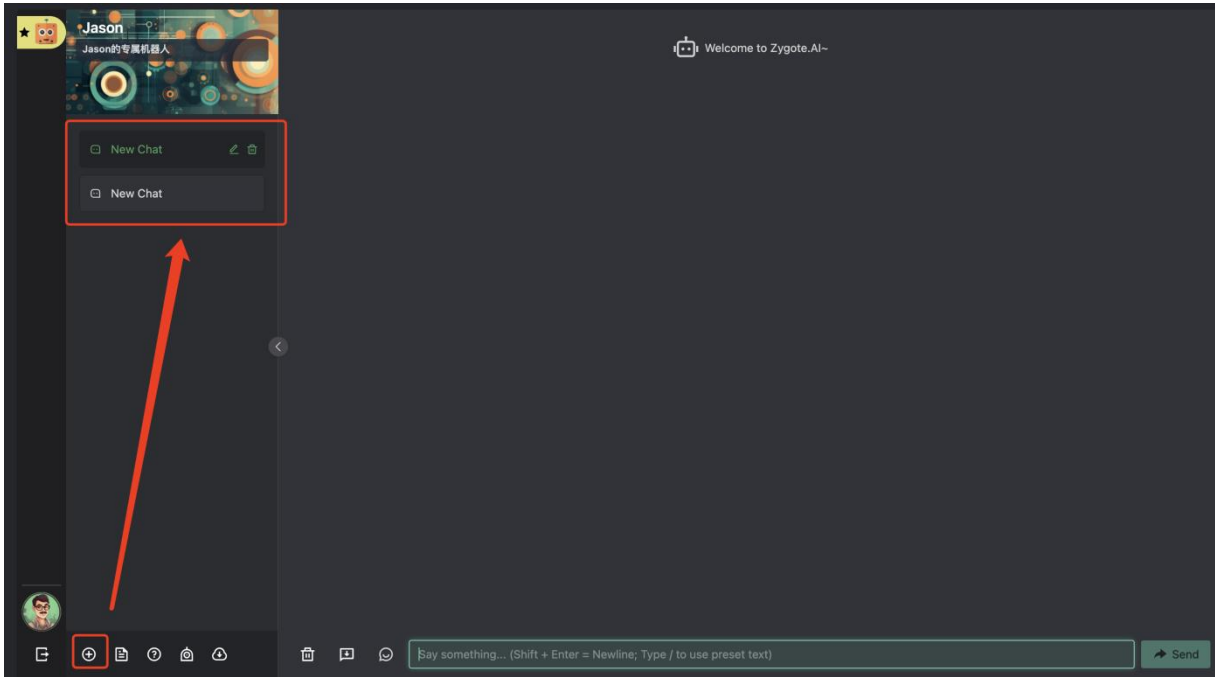 Jason
Jason的专属机器人
Welcome to Zygote.AI~
New Chat
New Chat
Say something... (Shift + Enter = Newline; Type / to use preset text)
Send